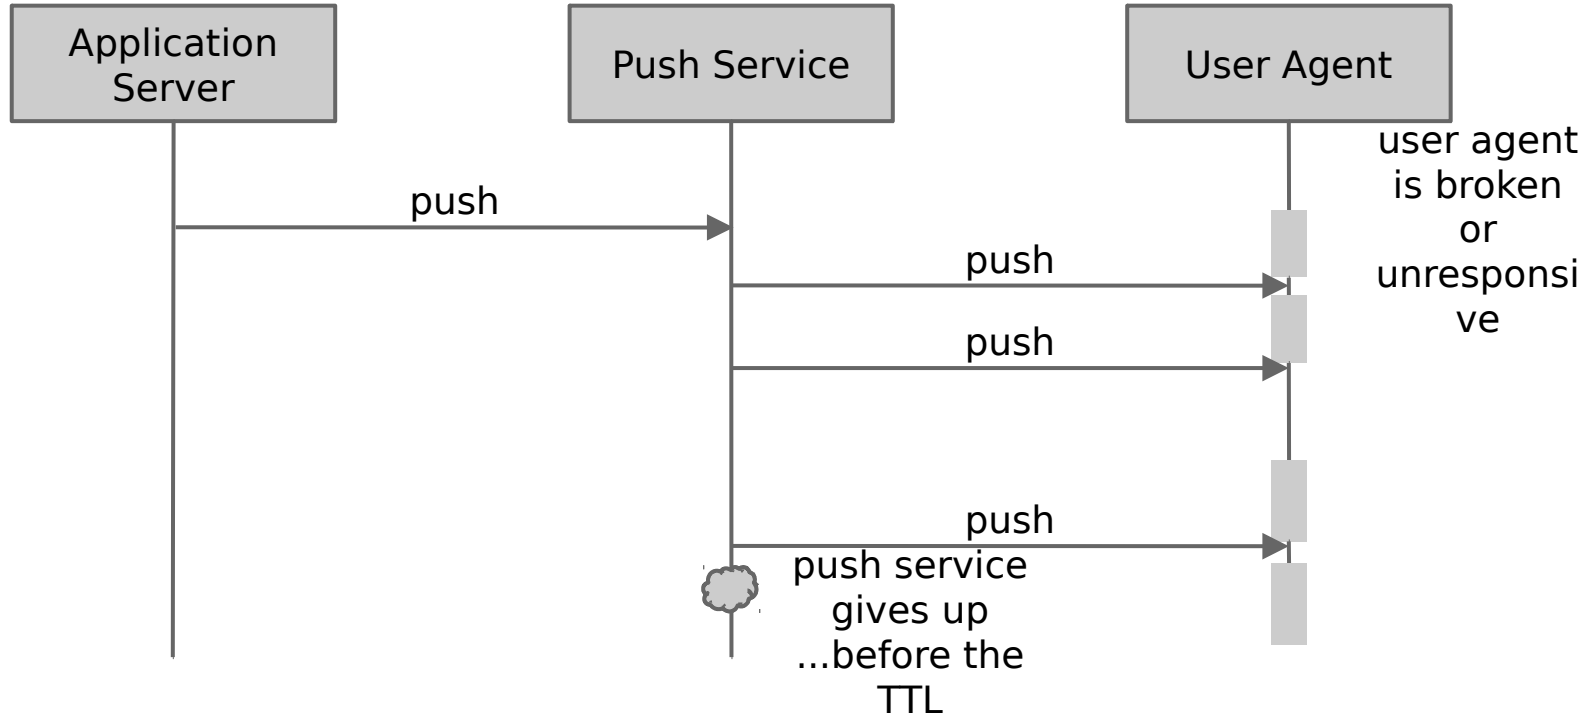 Application
Server
Push Service
User Agent
user agent
is broken
or
unresponsi
ve
push
push
push
push
push service
gives up
...before the
TTL